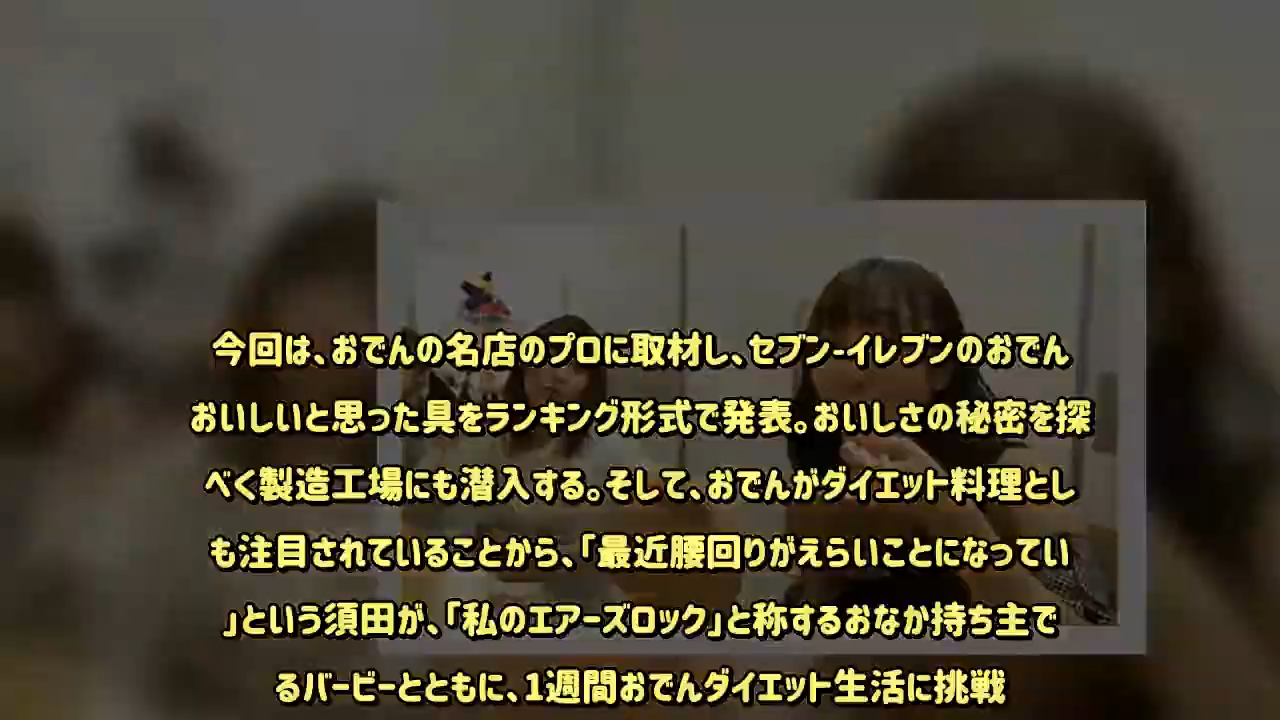 今回は、おでんの名店のプロに取材し、セブン-イレブンのおでん
おいしいと思った具をランキング形式で発表。おいしさの秘密を探
べく製造工場にも潜入する。そして、おでんがダイエット料理とし
も注目されていることから、「最近腰回りがえらいことになってい
」という須田が、「私のエアーズロック」と称するおなか持ち主で
るバービーとともに、1週間おでんダイエット生活に挑戦